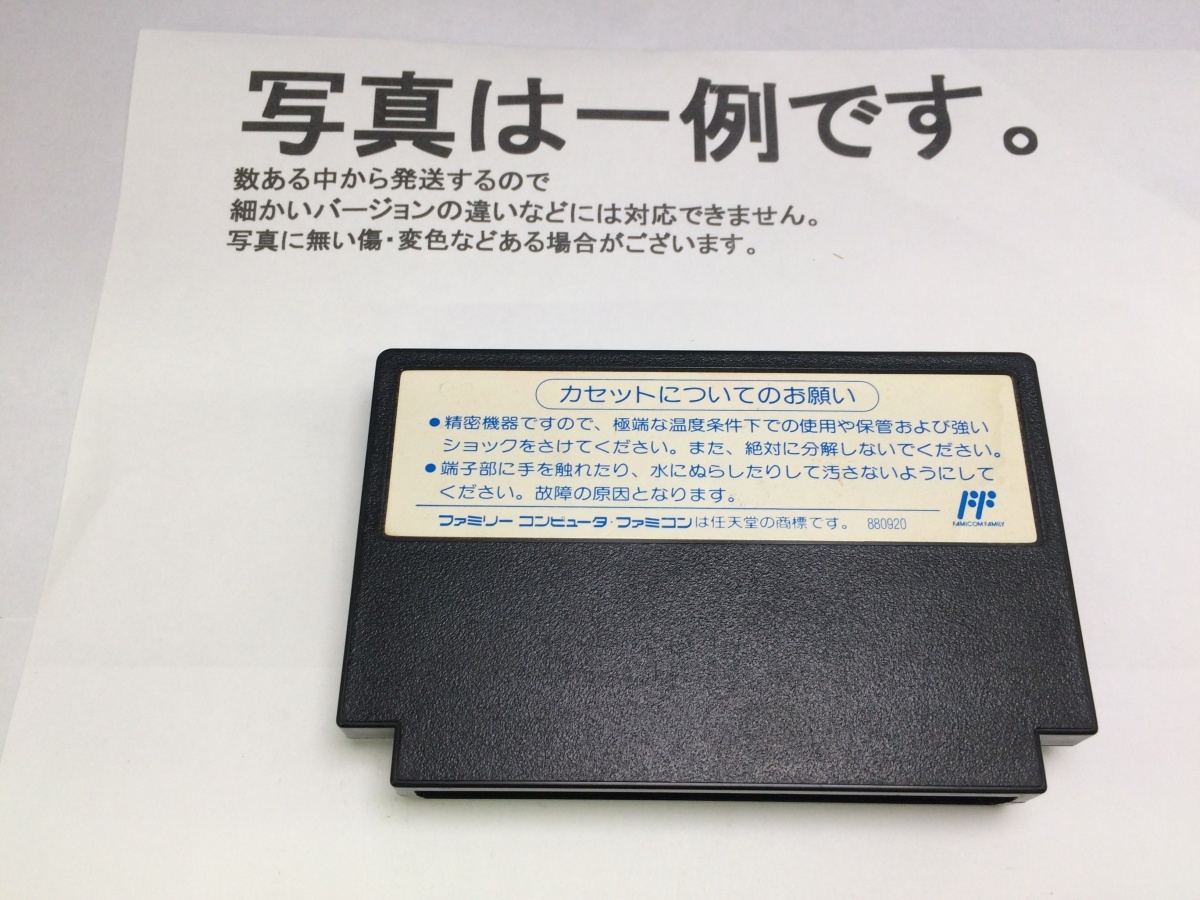 写真は一例です。
数ある中から発送するので
細かいバージョンの違いなどには対応できません。
写真に無い傷・変色などある場合がございます。
カセットについてのお願い
●精密機器ですので、極端な温度条件下での使用や保管および強い
ショックをさけてください。また、絶対に分解しないでください。
●端子部に手を触れたり、水にぬらしたりして汚さないようにして
ください。故障の原因となります。
ファミリーコンピュータ・ファミコンは任天堂の商標です。 880920
FF
FAMICOM FAMILY